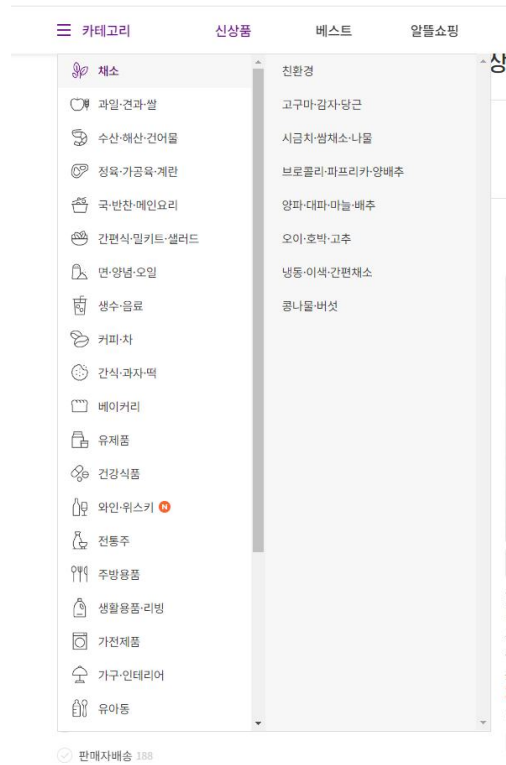 카테고리 신상품 베스트 알뜰쇼핑
상
채소
과일·견과·쌀
수산·해산·건어물
정육·가공육·계란
국·반찬·메인요리
간편식·밀키트·샐러드
면·양념·오일
생수·음료
커피·차
간식·과자·떡
베이커리
유제품
건강식품
와인·위스키 N
전통주
주방용품
생활용품·리빙
가전제품
가구·인테리어
유아동
친환경
고구마·감자·당근
시금치·쌈채소·나물
브로콜리·파프리카·양배추
양파·대파·마늘·배추
오이·호박·고추
냉동·이색·간편채소
콩나물·버섯
판매자배송 188